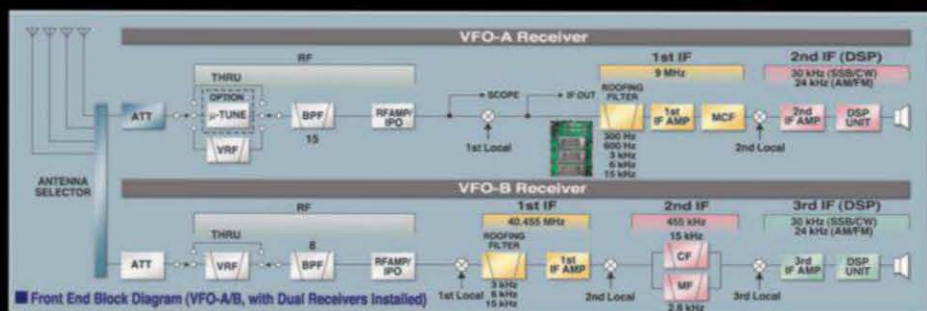 VFO-A Receiver
RF
1st IF
2nd IF (DSP)
9 MHz
30 kHz (SSB/CW)
24 kHz (AM/FM)
THRU
OPTION
μ-TUNE
SCOPE
IF OUT
ROOFING
FILTER
ATT
VRF
BPF
15
RFAMP/
IPO
1st Local
300 Hz
600 Hz
3 kHz
6 kHz
15 kHz
1st
IF AMP
MCF
2nd Local
2nd
IF AMP
DSP
UNIT
ANTENNA
SELECTOR
VFO-B Receiver
RF
1st IF
2nd IF
3rd IF (DSP)
40.455 MHz
455 kHz
30 kHz (SSB/CW)
24 kHz (AM/FM)
THRU
8
ROOFING
FILTER
15 kHz
ATT
VRF
BPF
RFAMP/
IPO
1st Local
3 kHz
6 kHz
15 kHz
1st
IF AMP
2nd Local
CF
MF
2.6 kHz
3rd Local
3rd
IF AMP
DSP
UNIT
Front End Block Diagram (VFO-A/B, with Dual Receivers Installed)